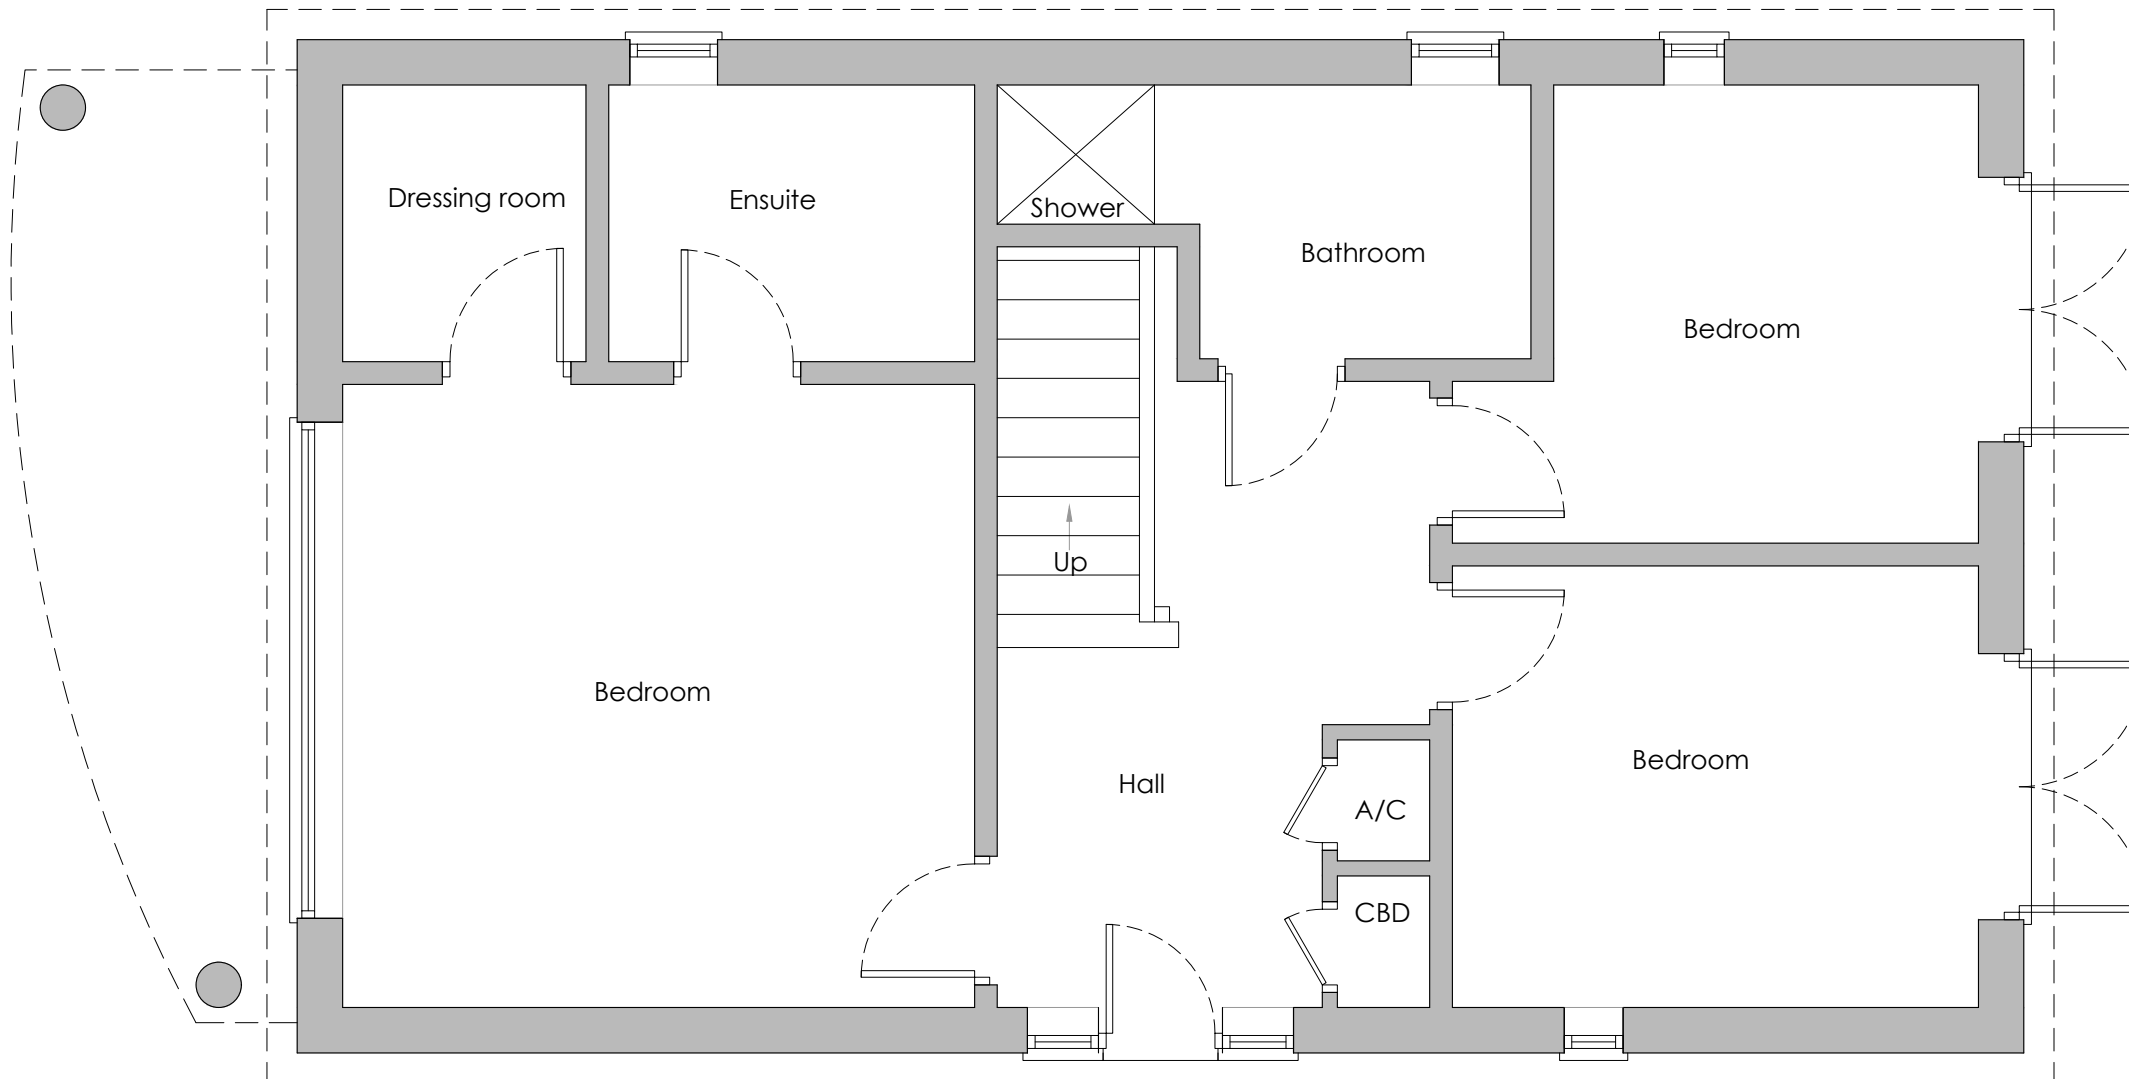 Dressing room
Ensuite
Shower
Bathroom
Bedroom
Up
Bedroom
Bedroom
Hall
A/C
CBD